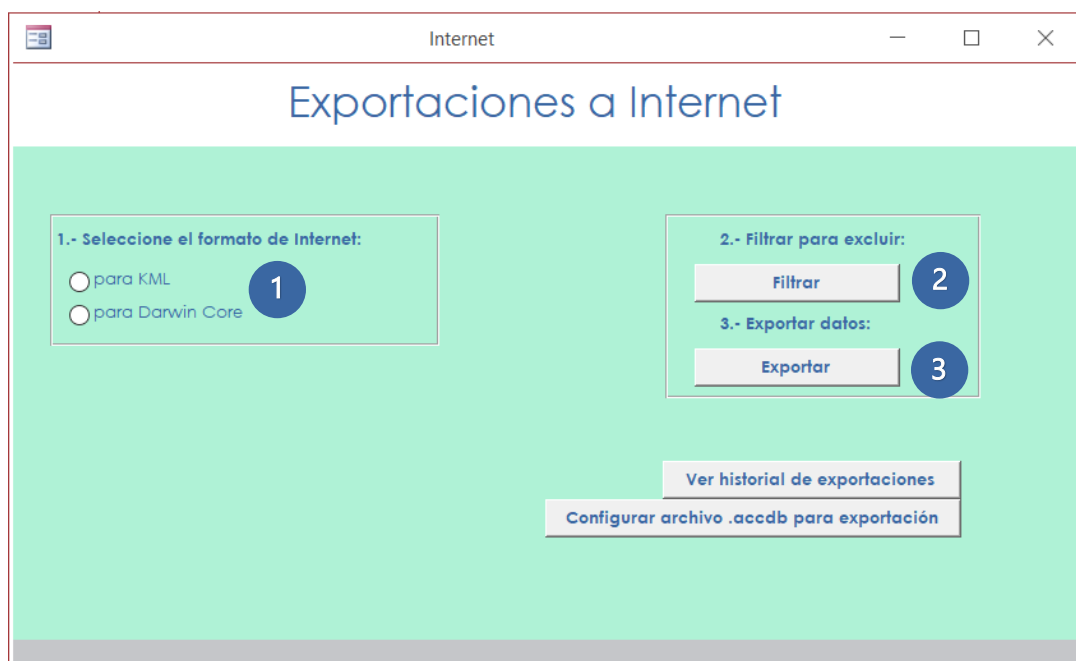 Internet
Exportaciones a Internet
1.- Seleccione el formato de Internet:
para KML
1
para Darwin Core
2.- Filtrar para excluir:
Filtrar
2
3.- Exportar datos:
Exportar
3
Ver historial de exportaciones
Configurar archivo .accdb para exportación